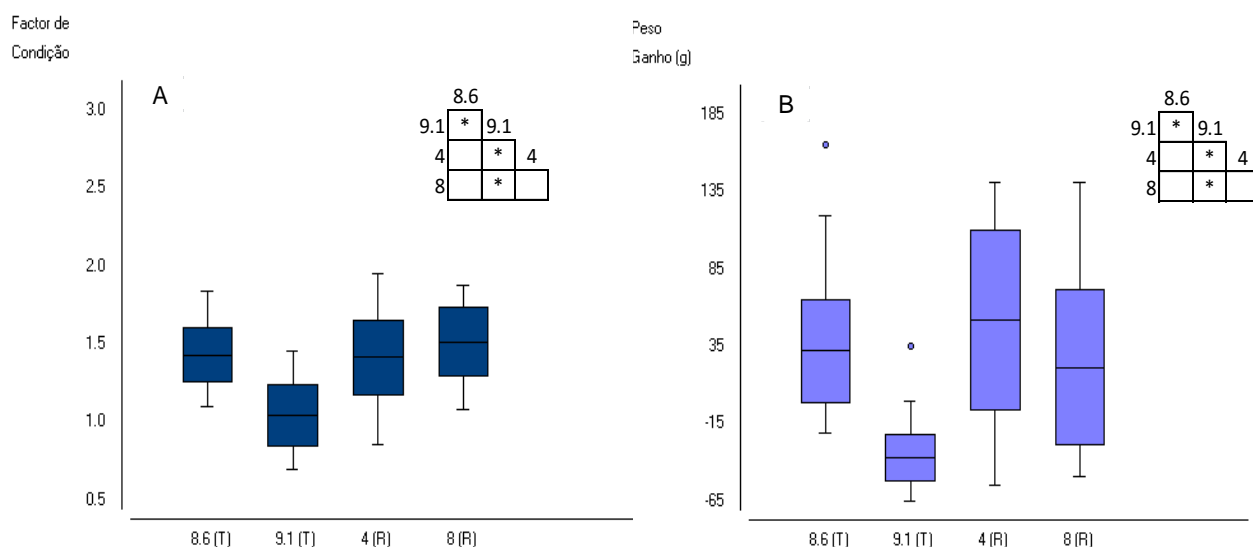 Factor de
Condição
A
3.0
2.5
2.0
1.5
1.0
0.5
8.6 (T) 9.1 (T) 4 (R) 8 (R)
8.6
9.1 * 9.1
4 * 4
8 *
Peso
Ganho (g)
B
185
135
85
35
-15
-65
8.6 (T) 9.1 (T) 4 (R) 8 (R)
8.6
9.1 * 9.1
4 * 4
8 *